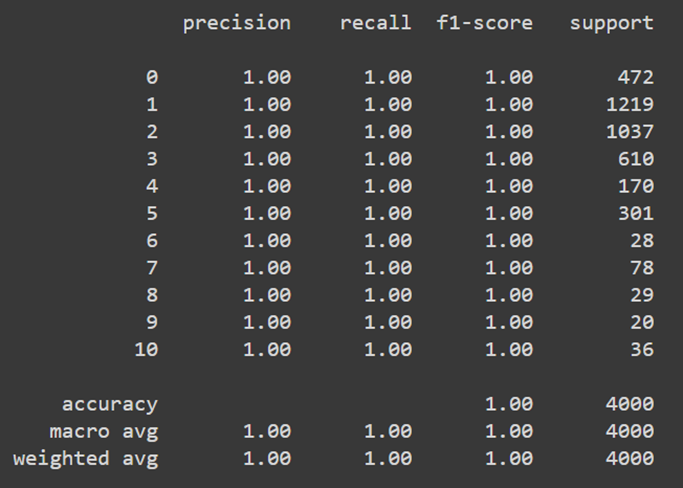 precision recall f1-score support
0 1.00 1.00 1.00 472
1 1.00 1.00 1.00 1219
2 1.00 1.00 1.00 1037
3 1.00 1.00 1.00 610
4 1.00 1.00 1.00 170
5 1.00 1.00 1.00 301
6 1.00 1.00 1.00 28
7 1.00 1.00 1.00 78
8 1.00 1.00 1.00 29
9 1.00 1.00 1.00 20
10 1.00 1.00 1.00 36
accuracy 1.00 4000
macro avg 1.00 1.00 1.00 4000
weighted avg 1.00 1.00 1.00 4000